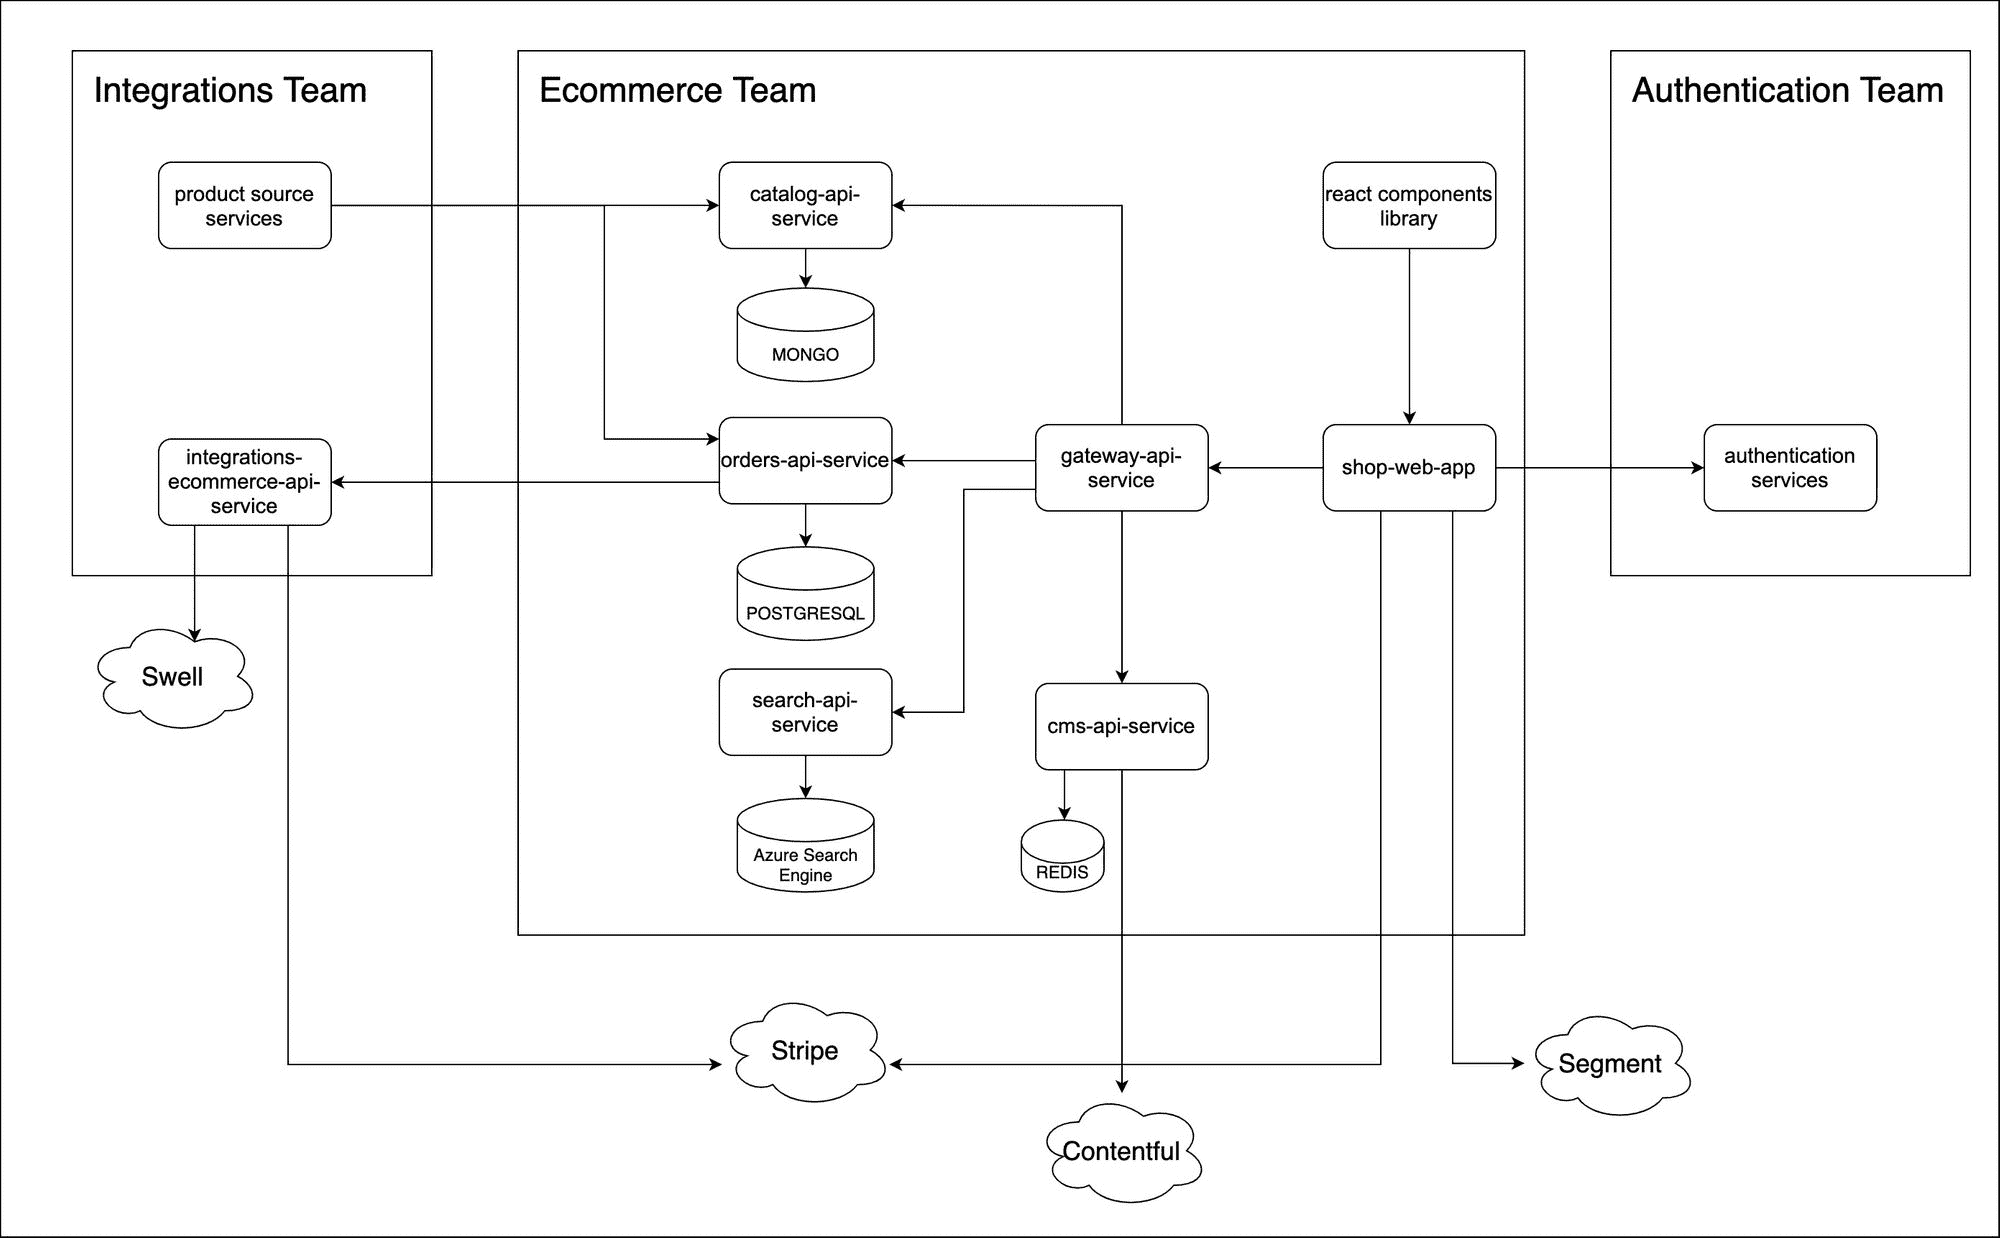 Integrations Team
Ecommerce Team
Authentication Team
product source
services
catalog-api-
service
react components
library
MONGO
integrations-
ecommerce-api-
service
orders-api-service
gateway-api-
service
shop-web-app
authentication
services
POSTGRESQL
Swell
search-api-
service
cms-api-service
Azure Search
Engine
REDIS
Stripe
Segment
Contentful